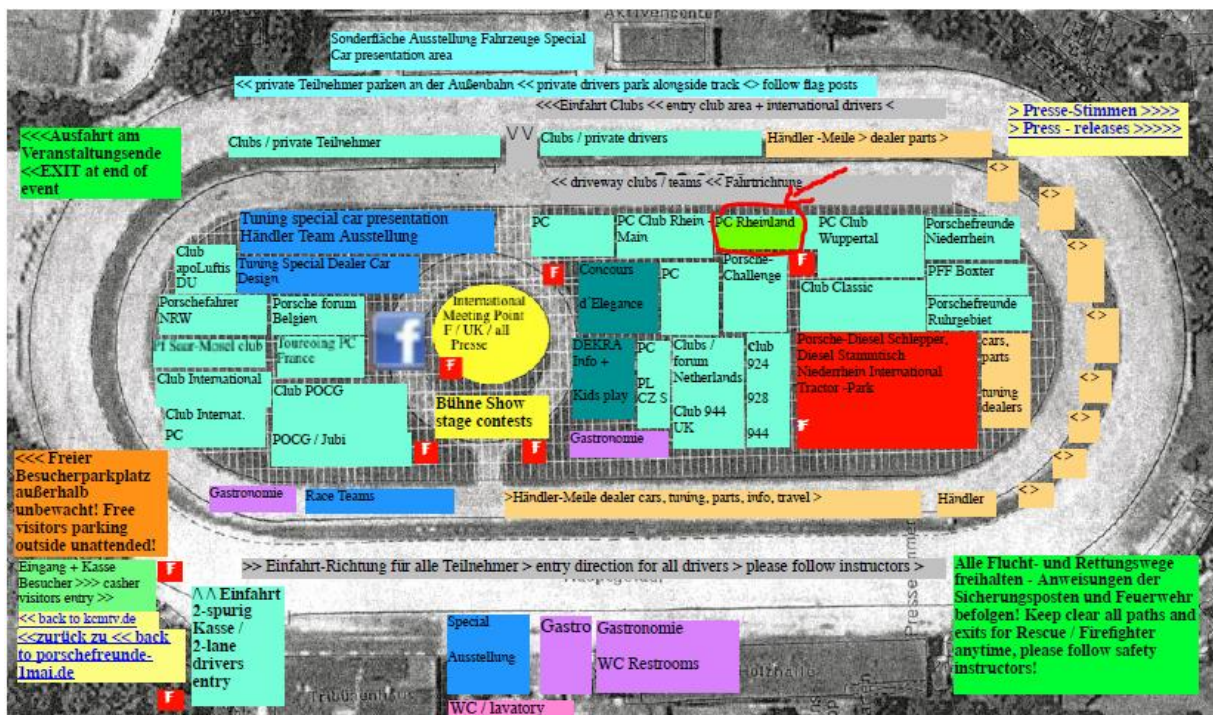 Aktivencenter
Sonderfläche Ausstellung Fahrzeuge Special
Car presentation area
<< private Teilnehmer parken an der Außenbahn << private drivers park alongside track <> follow flag posts
<<<Einfahrt Clubs << entry club area + international drivers <
> Presse-Stimmen >>>>
> Press - releases >>>>>
<<<Ausfahrt am
Veranstaltungsende
<<EXIT at end of
event
Clubs / private Teilnehmer
\/ \/
Clubs / private drivers
Händler -Meile > dealer parts >
<< driveway clubs / teams << Fahrtrichtung
<>
<>
<>
<>
<>
<>
<>
<>
<>
Tuning special car presentation
Händler Team Ausstellung
PC
PC Club Rhein -
Main
PC Rheinland
PC Club
Wuppertal
Porschefreunde
Niederrhein
Club
apoLuftis
DU
Tuning Special Dealer Car
Design
F
Concours
d`Elegance
PC
Porsche-
Challenge
F
Club Classic
PFF Boxter
Porschefahrer
NRW
Porsche forum
Belgien
International
Meeting Point
F / UK / all
Presse
F
Porschefreunde
Ruhrgebiet
PF Saar-Mosel club
Tourcoing PC
France
f
DEKRA
Info +
Kids play
PC
PL
CZ S
Clubs /
forum
Netherlands
Club 944
UK
Club
924
928
944
Porsche-Diesel Schlepper,
Diesel Stammtisch
Niederrhein International
Tractor -Park
F
cars,
parts
tuning
dealers
Club International
Club Internat.
PC
Club POCG
POCG / Jubi
Bühne Show
stage contests
F
F
Gastronomie
<<< Freier
Besucherparkplatz
außerhalb
unbewacht! Free
visitors parking
outside unattended!
Gastronomie
Race Teams
>Händler-Meile dealer cars, tuning, parts, info, travel >
Händler
Eingang + Kasse
Besucher >>> casher
visitors entry >>
F
>> Einfahrt-Richtung für alle Teilnehmer > entry direction for all drivers > please follow instructors >
<< back to kcmtv.de
<<zurück zu << back
to porschefreunde-
1mai.de
F
/\ /\ Einfahrt
2-spurig
Kasse /
2-lane
drivers
entry
Special
Ausstellung
Gastro
Gastronomie
WC Restrooms
WC / lavatory
Tribünenhaus
Holzhalle
Alle Flucht- und Rettungswege
freihalten - Anweisungen der
Sicherungsposten und Feuerwehr
befolgen! Keep clear all paths and
exits for Rescue / Firefighter
anytime, please follow safety
instructors!